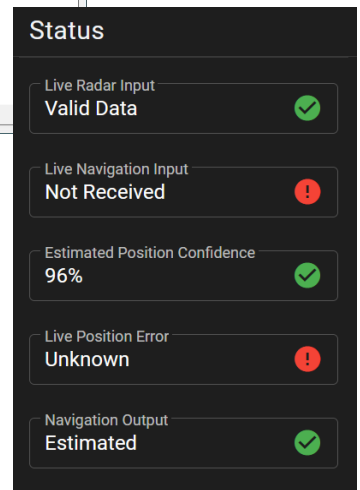 Status
Live Radar Input
Valid Data
Live Navigation Input
Not Received
Estimated Position Confidence
96%
Live Position Error
Unknown
Navigation Output
Estimated